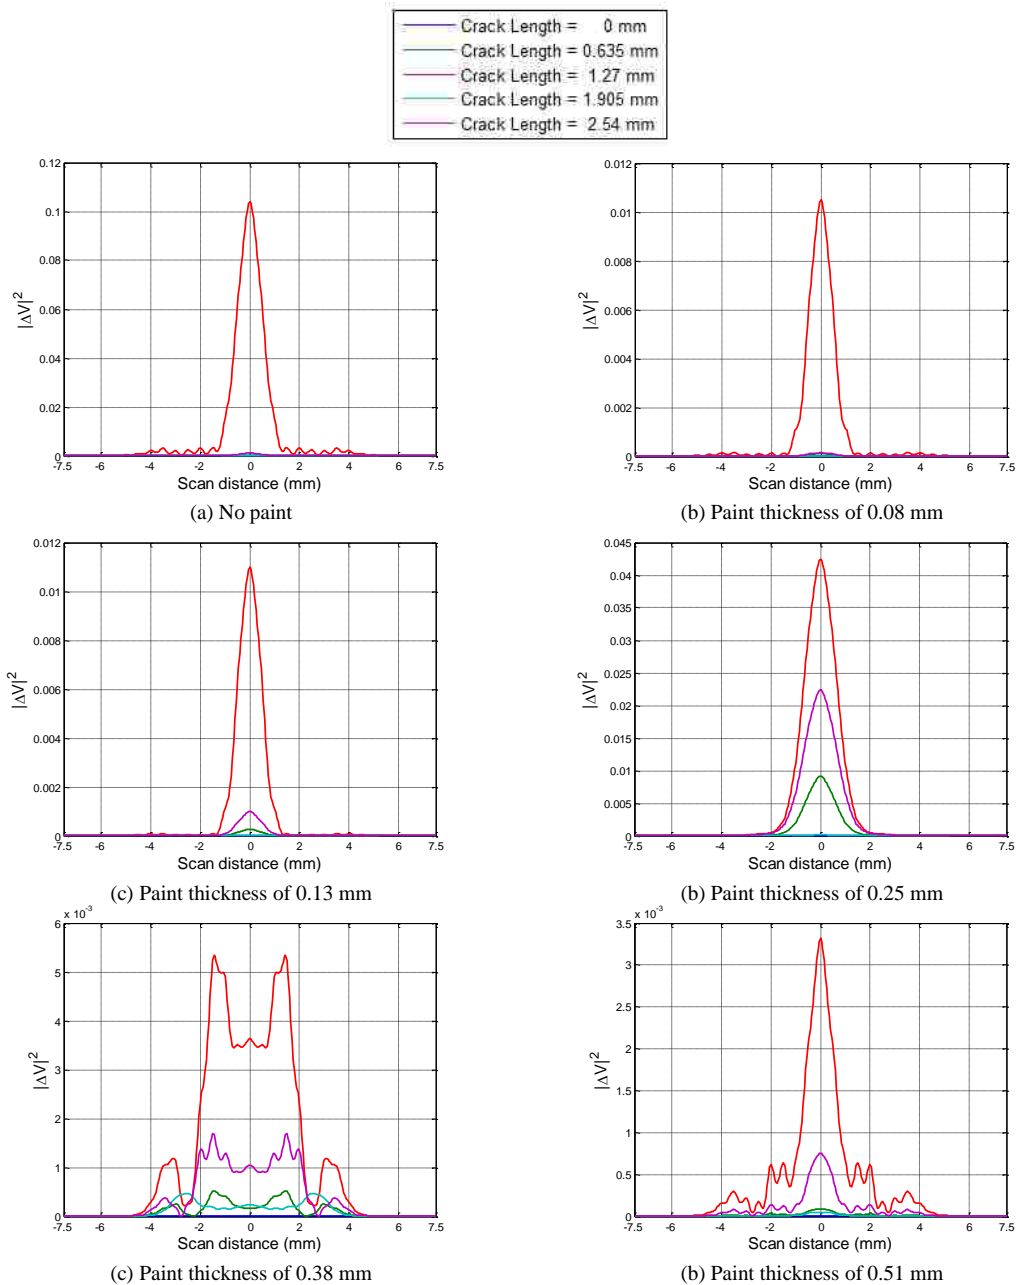 Crack Length = 0 mm
Crack Length = 0.635 mm
Crack Length = 1.27 mm
Crack Length = 1.905 mm
Crack Length = 2.54 mm
0.12
0.1
0.08
0.06
0.04
0.02
0
|ΔV|²
-7.5 -6 -4 -2 0 2 4 6 7.5
Scan distance (mm)
(a) No paint
0.012
0.01
0.008
0.006
0.004
0.002
0
|ΔV|²
-7.5 -6 -4 -2 0 2 4 6 7.5
Scan distance (mm)
(b) Paint thickness of 0.08 mm
0.012
0.01
0.008
0.006
0.004
0.002
0
|ΔV|²
-7.5 -6 -4 -2 0 2 4 6 7.5
Scan distance (mm)
(c) Paint thickness of 0.13 mm
0.045
0.04
0.035
0.03
0.025
0.02
0.015
0.01
0.005
0
|ΔV|²
-7.5 -6 -4 -2 0 2 4 6 7.5
Scan distance (mm)
(b) Paint thickness of 0.25 mm
x 10⁻³
6
5
4
3
2
1
0
|ΔV|²
-7.5 -6 -4 -2 0 2 4 6 7.5
Scan distance (mm)
(c) Paint thickness of 0.38 mm
x 10⁻³
3.5
3
2.5
2
1.5
1
0.5
0
|ΔV|²
-7.5 -6 -4 -2 0 2 4 6 7.5
Scan distance (mm)
(b) Paint thickness of 0.51 mm